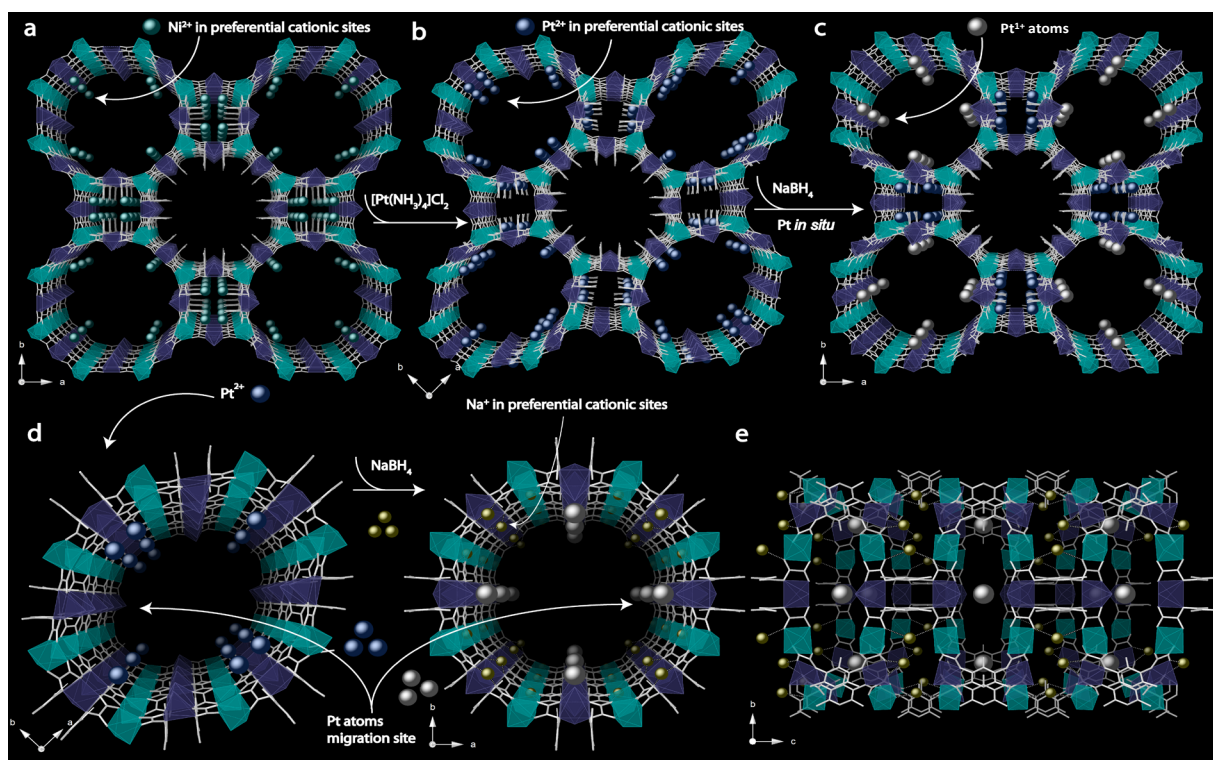 a
Ni²⁺ in preferential cationic sites
b
Pt²⁺ in preferential cationic sites
c
Pt¹⁺ atoms
[Pt(NH₃)₄]Cl₂
NaBH₄
Pt in situ
b
a
b
a
b
a
Pt²⁺
Na⁺ in preferential cationic sites
d
NaBH₄
e
Pt atoms
migration site
b
a
b
a
b
c